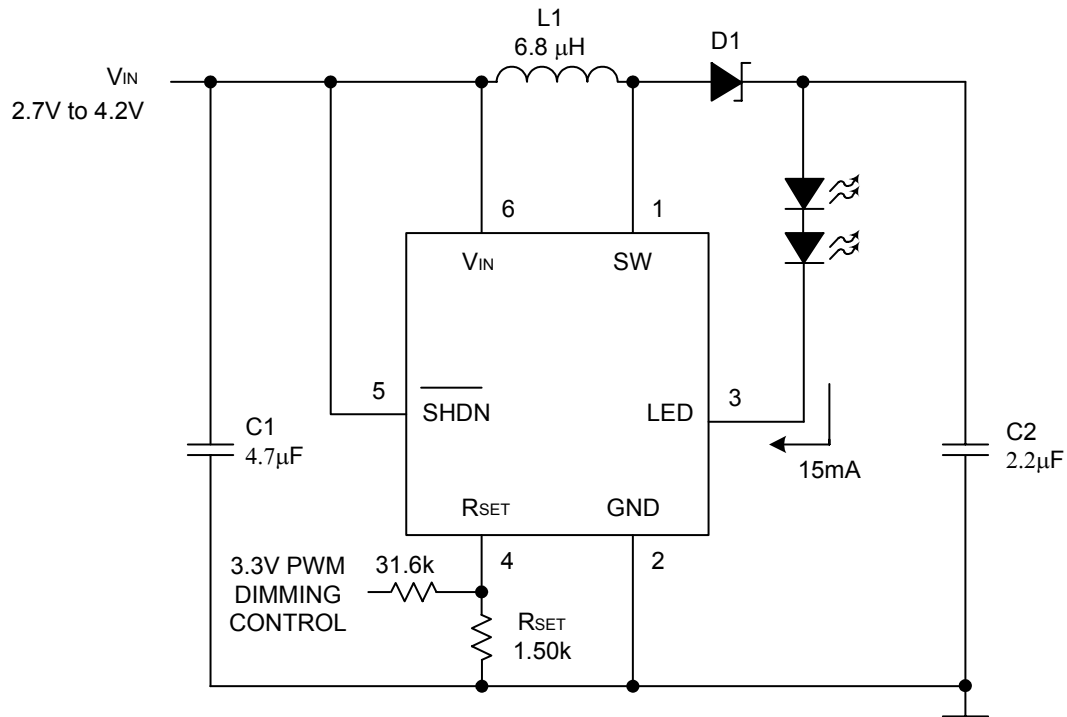 L1
6.8 μH
D1
VIN
2.7V to 4.2V
6
1
VIN
SW
5
SHDN
LED
3
C1
4.7μF
15mA
C2
2.2μF
RSET
GND
3.3V PWM
DIMMING
CONTROL
31.6k
4
2
RSET
1.50k